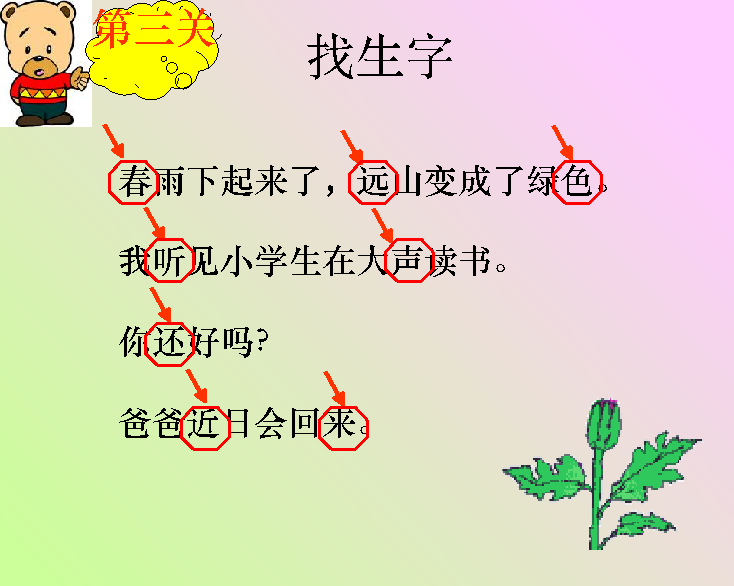 第三关
找生字
春雨下起来了，远山变成了绿色。
我听见小学生在大声读书。
你还好吗?
爸爸近日会回来。